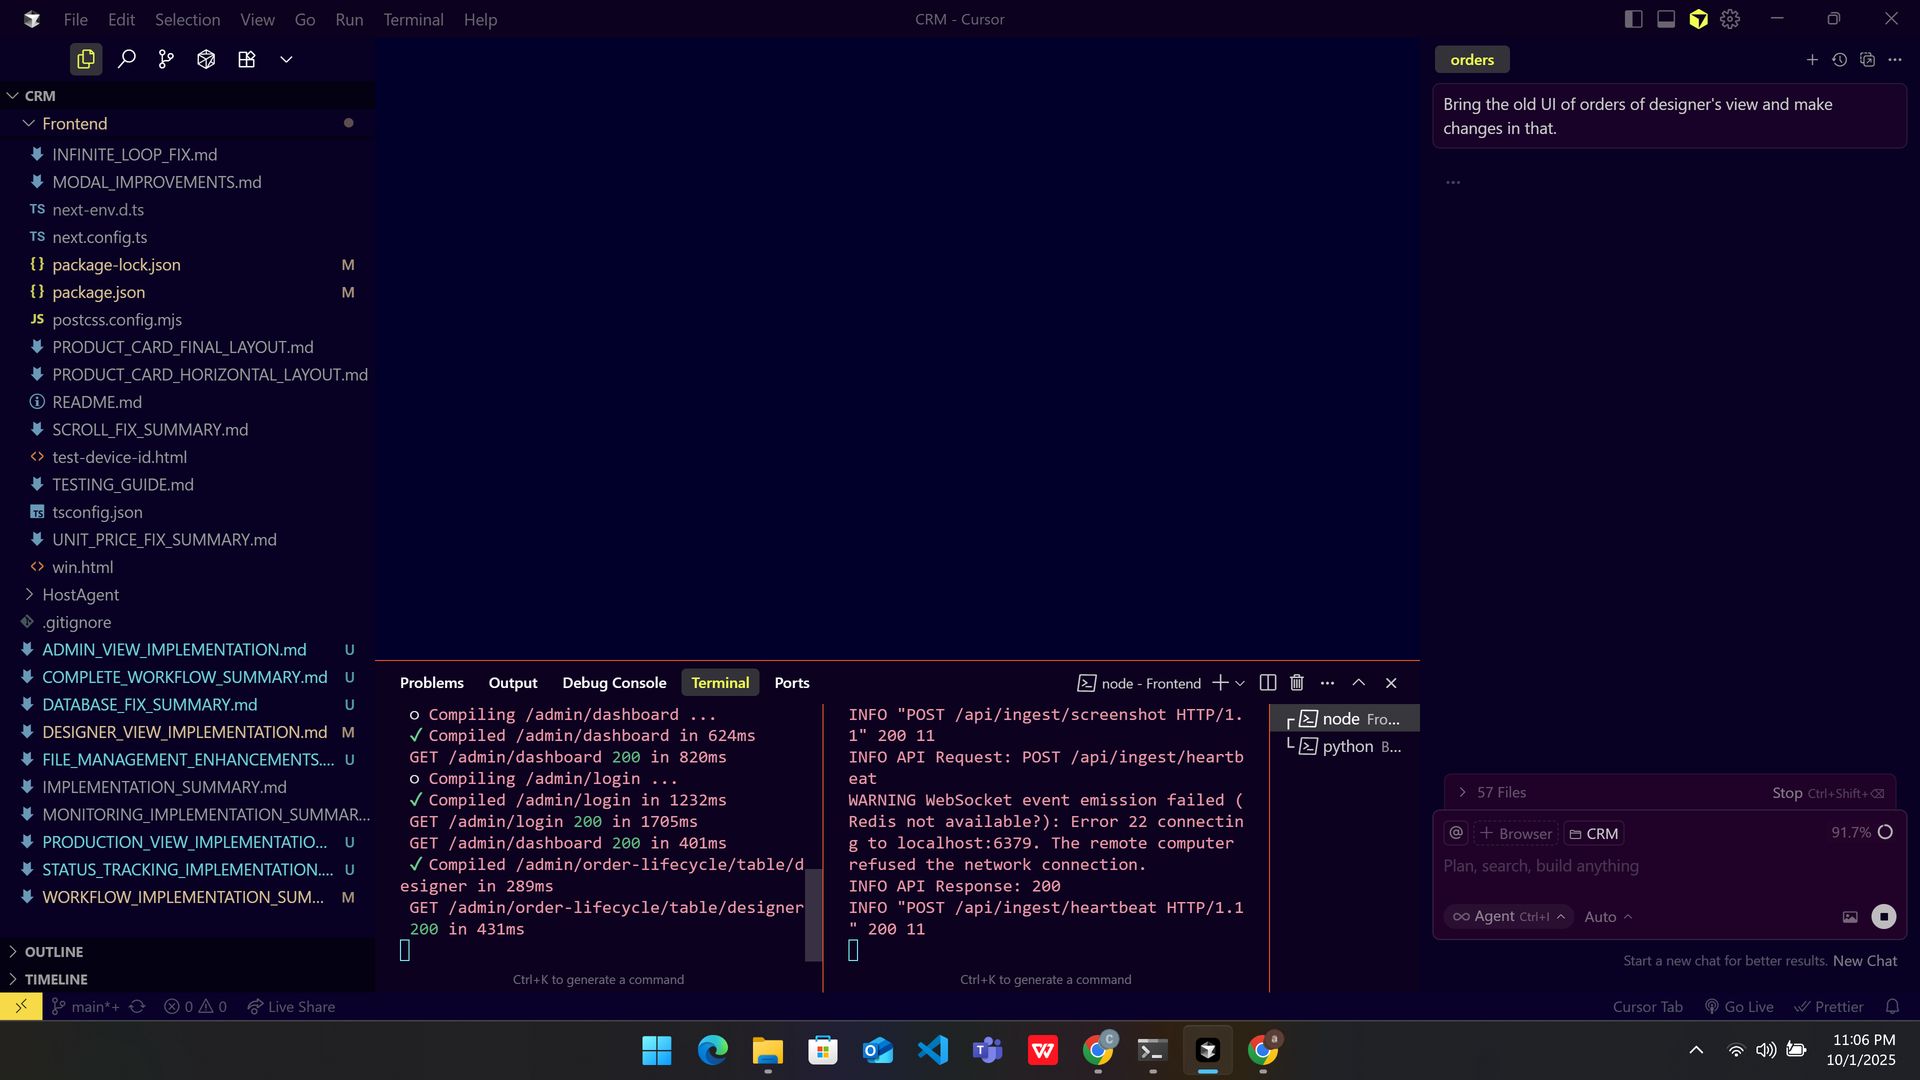 File Edit Selection View Go Run Terminal Help
CRM - Cursor
CRM
Frontend
INFINITE_LOOP_FIX.md
MODAL_IMPROVEMENTS.md
TS next-env.d.ts
TS next.config.ts
{} package-lock.json M
{} package.json M
JS postcss.config.mjs
PRODUCT_CARD_FINAL_LAYOUT.md
PRODUCT_CARD_HORIZONTAL_LAYOUT.md
README.md
SCROLL_FIX_SUMMARY.md
<> test-device-id.html
TESTING_GUIDE.md
TS tsconfig.json
UNIT_PRICE_FIX_SUMMARY.md
<> win.html
HostAgent
.gitignore
ADMIN_VIEW_IMPLEMENTATION.md U
COMPLETE_WORKFLOW_SUMMARY.md U
DATABASE_FIX_SUMMARY.md U
DESIGNER_VIEW_IMPLEMENTATION.md M
FILE_MANAGEMENT_ENHANCEMENTS.... U
IMPLEMENTATION_SUMMARY.md
MONITORING_IMPLEMENTATION_SUMMAR...
PRODUCTION_VIEW_IMPLEMENTATIO... U
STATUS_TRACKING_IMPLEMENTATION.... U
WORKFLOW_IMPLEMENTATION_SUM... M
OUTLINE
TIMELINE
Problems Output Debug Console Terminal Ports
node - Frontend
○ Compiling /admin/dashboard ...
✓ Compiled /admin/dashboard in 624ms
GET /admin/dashboard 200 in 820ms
○ Compiling /admin/login ...
✓ Compiled /admin/login in 1232ms
GET /admin/login 200 in 1705ms
GET /admin/dashboard 200 in 401ms
✓ Compiled /admin/order-lifecycle/table/d
esigner in 289ms
GET /admin/order-lifecycle/table/designer
200 in 431ms
Ctrl+K to generate a command
INFO "POST /api/ingest/screenshot HTTP/1.
1" 200 11
INFO API Request: POST /api/ingest/heartb
eat
WARNING WebSocket event emission failed (
Redis not available?): Error 22 connectin
g to localhost:6379. The remote computer
refused the network connection.
INFO API Response: 200
INFO "POST /api/ingest/heartbeat HTTP/1.1
" 200 11
Ctrl+K to generate a command
node Fro...
python B...
orders
Bring the old UI of orders of designer's view and make
changes in that.
...
57 Files Stop Ctrl+Shift+⌫
@ + Browser CRM 91.7%
Plan, search, build anything
∞ Agent Ctrl+I Auto
Start a new chat for better results. New Chat
main*+ 0 0 Live Share
Cursor Tab Go Live Prettier
11:06 PM
10/1/2025